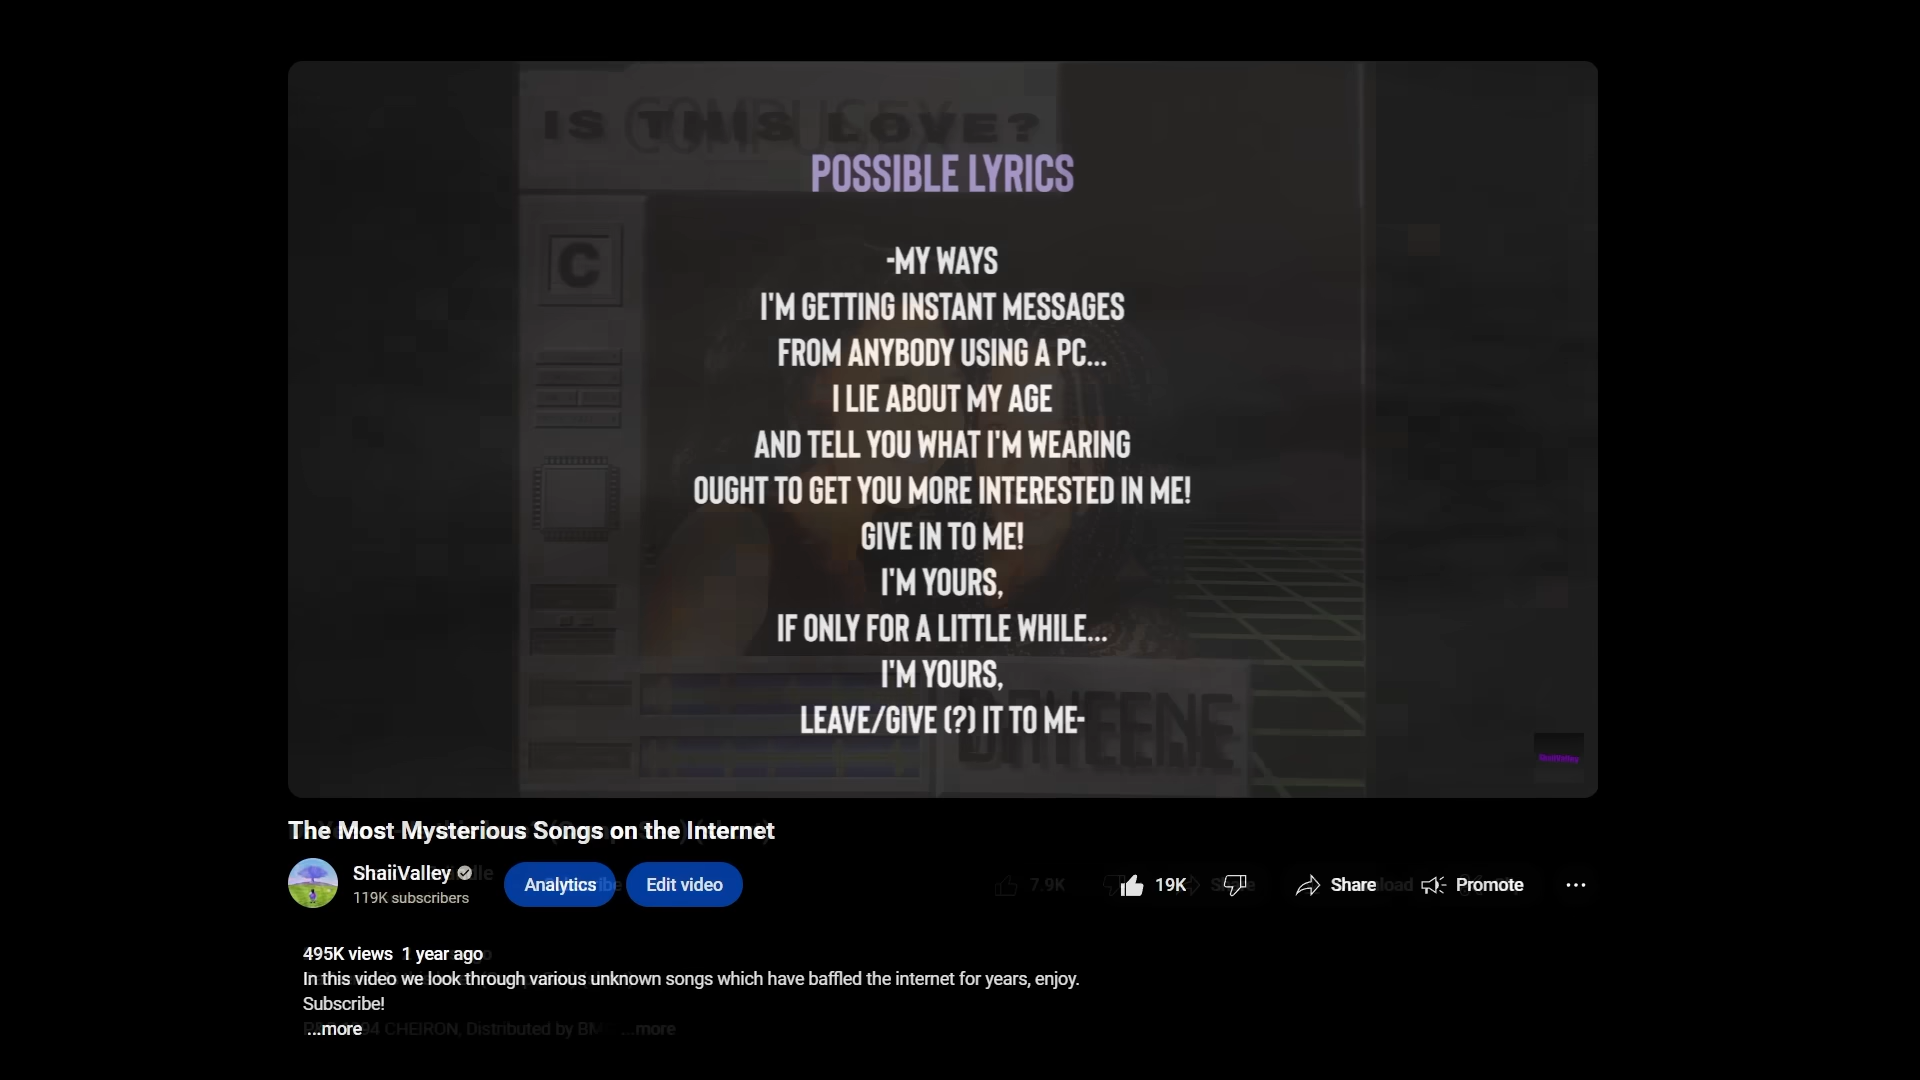 IS THIS LOVE?
COMPUSEX
POSSIBLE LYRICS
C
-MY WAYS
I'M GETTING INSTANT MESSAGES
FROM ANYBODY USING A PC...
I LIE ABOUT MY AGE
AND TELL YOU WHAT I'M WEARING
OUGHT TO GET YOU MORE INTERESTED IN ME!
GIVE IN TO ME!
I'M YOURS,
IF ONLY FOR A LITTLE WHILE...
I'M YOURS,
LEAVE/GIVE (?) IT TO ME-
DAYEENE
ShaiiValley
The Most Mysterious Songs on the Internet
ShaiiValley
119K subscribers
Analytics
Edit video
7.9K
19K
Share
Promote
495K views 1 year ago
In this video we look through various unknown songs which have baffled the internet for years, enjoy.
Subscribe!
...more
94 CHEIRON, Distributed by ...more